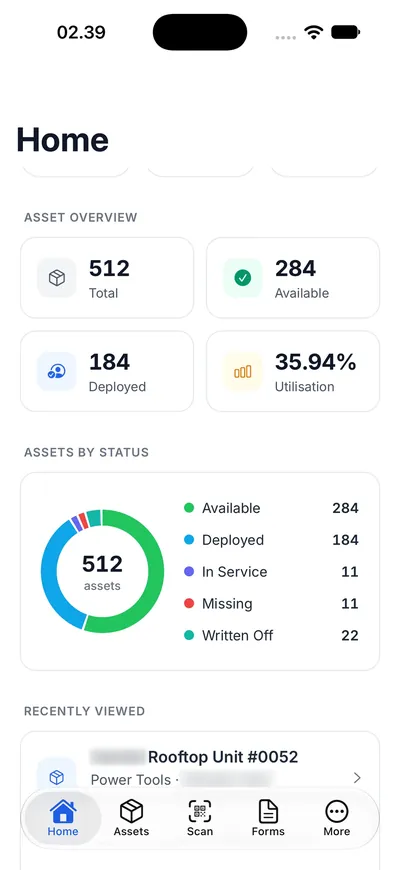 02.39
Home
ASSET OVERVIEW
512
Total
284
Available
184
Deployed
35.94%
Utilisation
ASSETS BY STATUS
512
assets
Available 284
Deployed 184
In Service 11
Missing 11
Written Off 22
RECENTLY VIEWED
Rooftop Unit #0052
Power Tools ·
Home Assets Scan Forms More